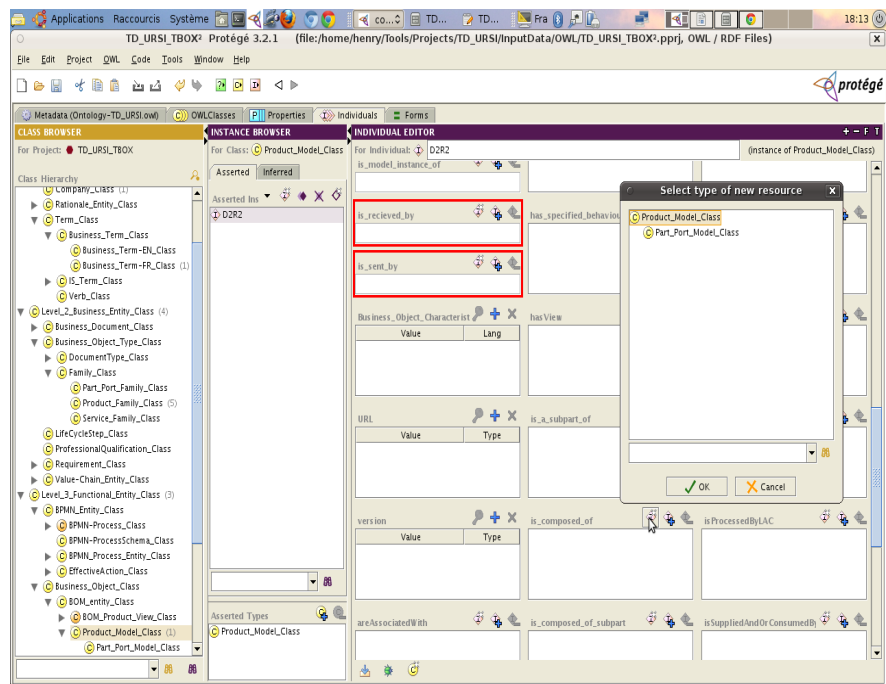 Applications Raccourcis Système
co... TD... TD... Fra
18:13
TD_URSI_TBOX² Protégé 3.2.1 (file:/home/henry/Tools/Projects/TD_URSI/InputData/OWL/TD_URSI_TBOX².pprj, OWL / RDF Files)
File Edit Project OWL Code Tools Window Help
protégé
Metadata (Ontology-TD_URSI.owl) OWLClasses Properties Individuals Forms
CLASS BROWSER
For Project: TD_URSI_TBOX
Class Hierarchy
Company_Class (1)
Rationale_Entity_Class
Term_Class
Business_Term_Class
Business_Term-EN_Class
Business_Term-FR_Class (1)
IS_Term_Class
Verb_Class
Level_2_Business_Entity_Class (4)
Business_Document_Class
Business_Object_Type_Class
DocumentType_Class
Family_Class
Part_Port_Family_Class
Product_Family_Class (5)
Service_Family_Class
LifeCycleStep_Class
ProfessionalQualification_Class
Requirement_Class
Value-Chain_Entity_Class
Level_3_Functional_Entity_Class (3)
BPMN_Entity_Class
BPMN-Process_Class
BPMN-ProcessSchema_Class
BPMN_Process_Entity_Class
EffectiveAction_Class
Business_Object_Class
BOM_entity_Class
BOM_Product_View_Class
Product_Model_Class (1)
Part_Port_Model_Class
INSTANCE BROWSER
For Class: Product_Model_Class
Asserted Inferred
Asserted Ins
D2R2
Asserted Types
Product_Model_Class
INDIVIDUAL EDITOR
+ - F T
For Individual: D2R2 (instance of Product_Model_Class)
is_model_instance_of
is_recieved_by has_specified_behaviou
is_sent_by
Business_Object_Characterist hasView
Value Lang
URL is_a_subpart_of
Value Type
version is_composed_of isProcessedByLAC
Value Type
areAssociatedWith is_composed_of_subpart isSuppliedAndOrConsumedB
Select type of new resource
Product_Model_Class
Part_Port_Model_Class
OK Cancel